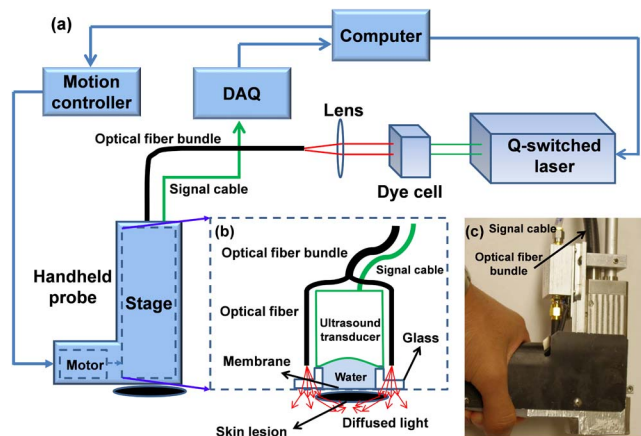 (a)
Computer
Motion
controller
DAQ
Lens
Optical fiber bundle
Q-switched
laser
Signal cable
Dye cell
Handheld
probe
Stage
Motor
(b)
Optical fiber
bundle
Signal cable
Optical fiber
Ultrasound
transducer
Glass
Membrane
Water
Skin lesion
Diffused light
(c)
Signal cable
Optical fiber
bundle